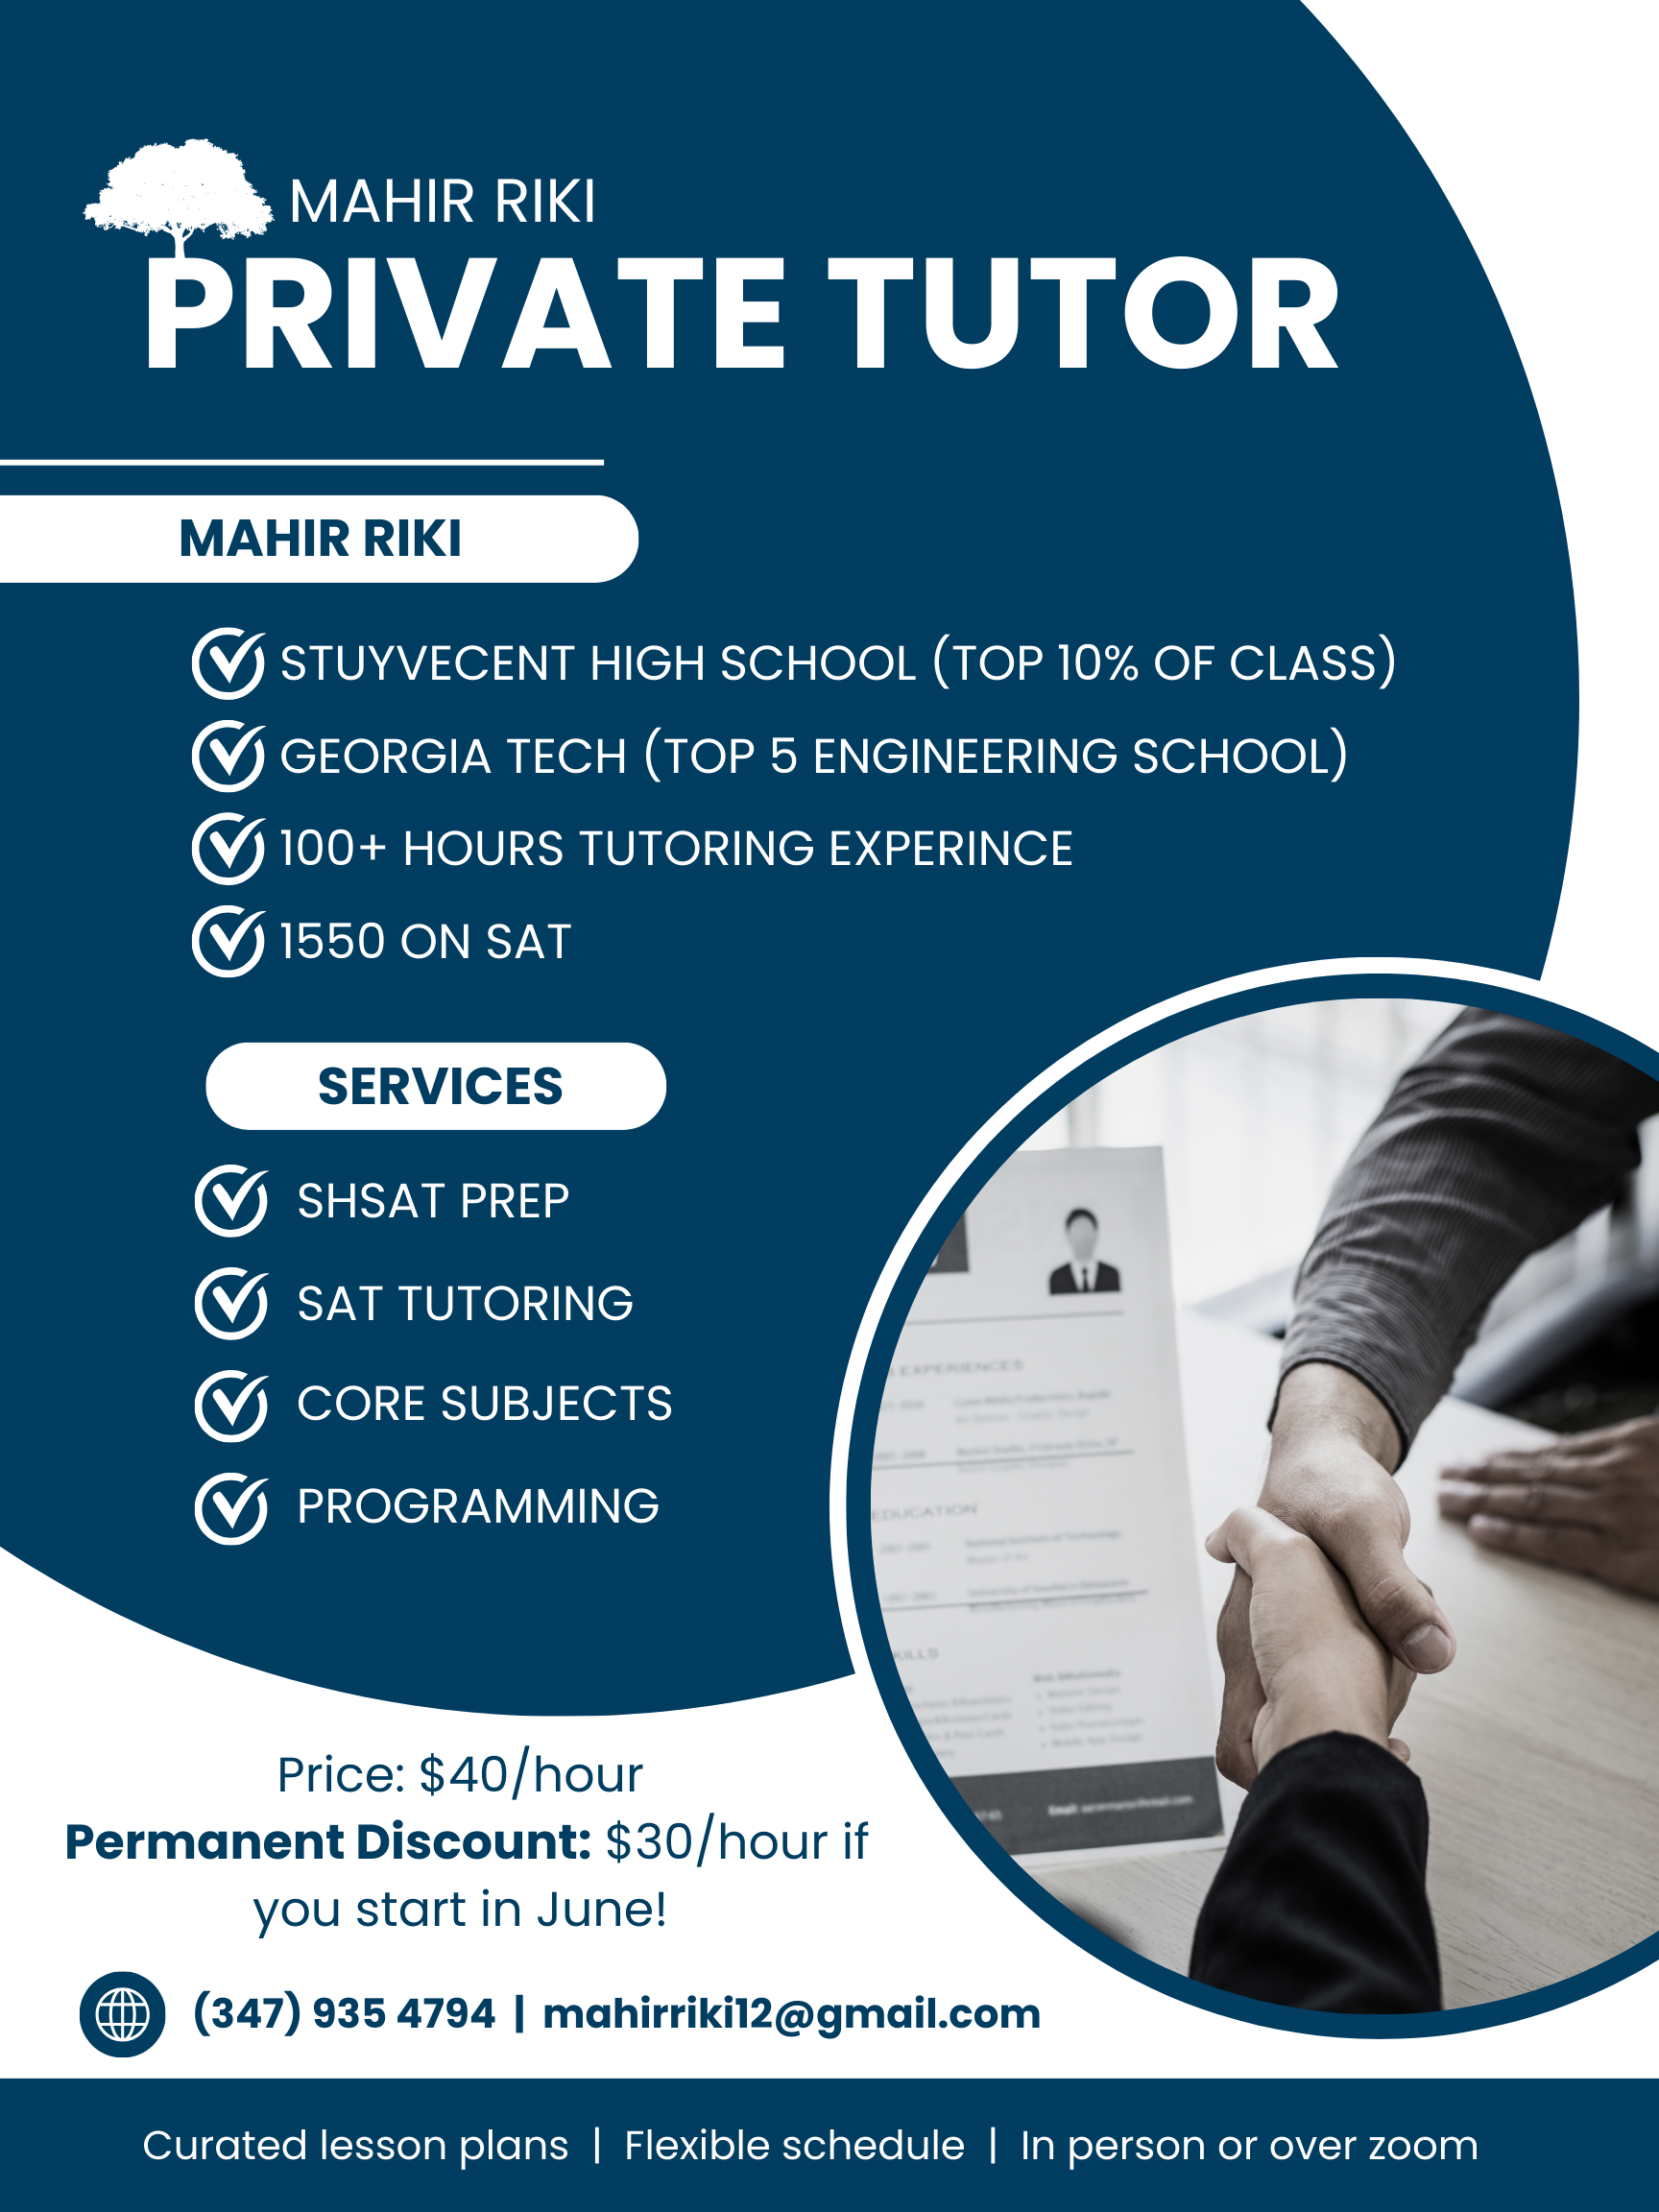 MAHIR RIKI
PRIVATE TUTOR
MAHIR RIKI
STUYVECENT HIGH SCHOOL (TOP 10% OF CLASS)
GEORGIA TECH (TOP 5 ENGINEERING SCHOOL)
100+ HOURS TUTORING EXPERINCE
1550 ON SAT
SERVICES
SHSAT PREP
SAT TUTORING
CORE SUBJECTS
PROGRAMMING
EXPERIENCES
EDUCATION
Price: $40/hour
Permanent Discount: $30/hour if
you start in June!
(347) 935 4794 | mahirriki12@gmail.com
Curated lesson plans | Flexible schedule | In person or over zoom